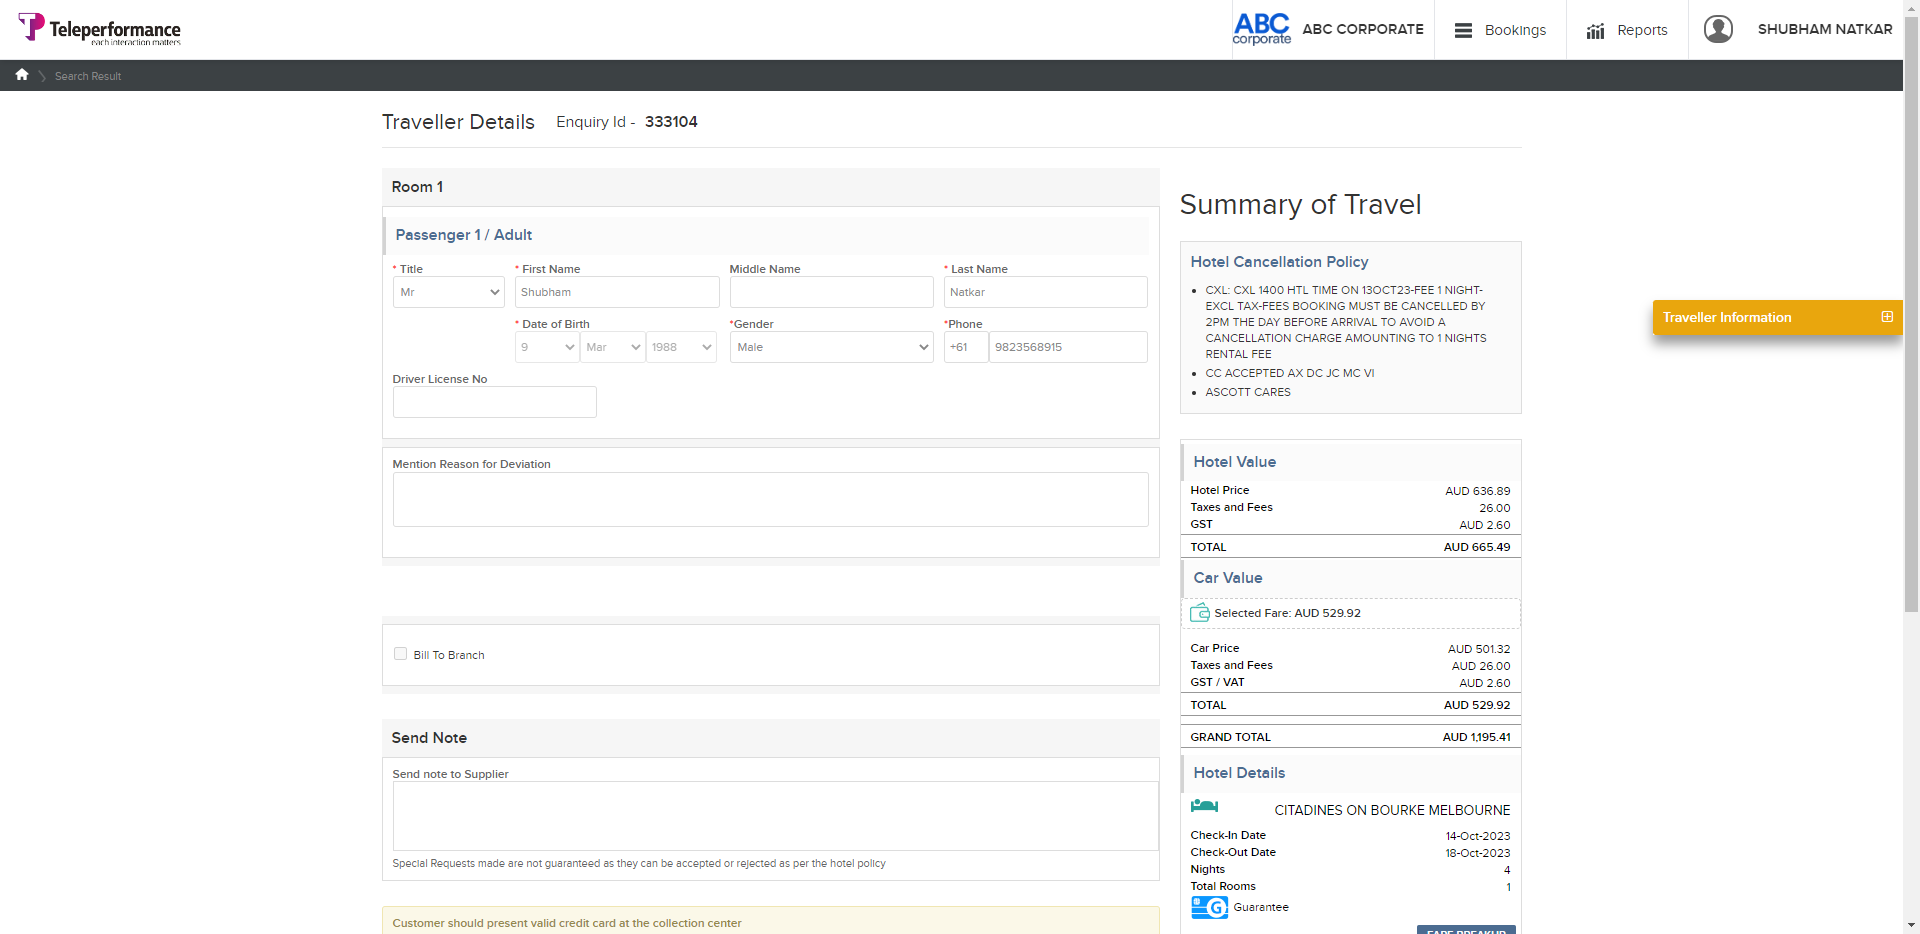 Teleperformance
each interaction matters
ABC
corporate
ABC CORPORATE
Bookings
Reports
SHUBHAM NATKAR
Search Result
Traveller Details
Enquiry Id - 333104
Room 1
Passenger 1 / Adult
* Title
* First Name
Middle Name
* Last Name
Mr
Shubham
Natkar
* Date of Birth
*Gender
*Phone
9
Mar
1988
Male
+61
9823568915
Driver License No
Mention Reason for Deviation
Bill To Branch
Send Note
Send note to Supplier
Special Requests made are not guaranteed as they can be accepted or rejected as per the hotel policy
Customer should present valid credit card at the collection center
Summary of Travel
Hotel Cancellation Policy
• CXL: CXL 1400 HTL TIME ON 13OCT23-FEE 1 NIGHT-
EXCL TAX-FEES BOOKING MUST BE CANCELLED BY
2PM THE DAY BEFORE ARRIVAL TO AVOID A
CANCELLATION CHARGE AMOUNTING TO 1 NIGHTS
RENTAL FEE
• CC ACCEPTED AX DC JC MC VI
• ASCOTT CARES
Hotel Value
Hotel Price AUD 636.89
Taxes and Fees 26.00
GST AUD 2.60
TOTAL AUD 665.49
Car Value
Selected Fare: AUD 529.92
Car Price AUD 501.32
Taxes and Fees AUD 26.00
GST / VAT AUD 2.60
TOTAL AUD 529.92
GRAND TOTAL AUD 1,195.41
Hotel Details
CITADINES ON BOURKE MELBOURNE
Check-In Date 14-Oct-2023
Check-Out Date 18-Oct-2023
Nights 4
Total Rooms 1
G Guarantee
FARE BREAKUP
Traveller Information